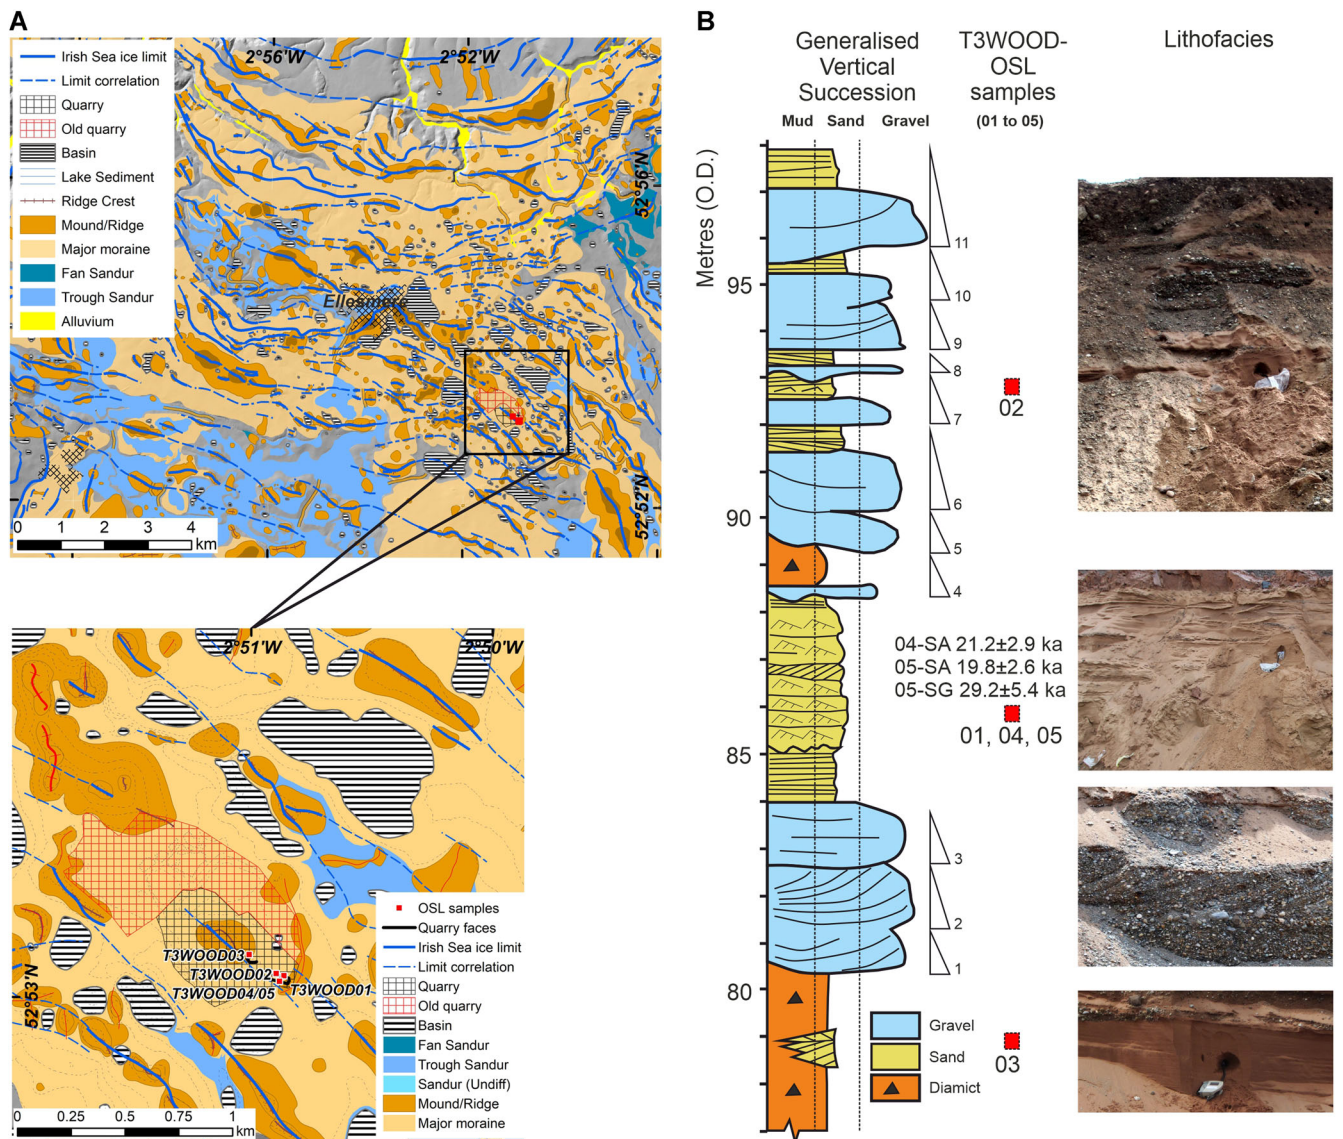 A
Irish Sea ice limit
Limit correlation
Quarry
Old quarry
Basin
Lake Sediment
Ridge Crest
Mound/Ridge
Major moraine
Fan Sandur
Trough Sandur
Alluvium
2°56'W
2°52'W
52°56'N
52°52'N
Ellesmere
0 1 2 3 4
km
2°51'W
2°50'W
52°53'N
T3WOOD03
T3WOOD02
T3WOOD04/05
T3WOOD01
OSL samples
Quarry faces
Irish Sea ice limit
Limit correlation
Quarry
Old quarry
Basin
Fan Sandur
Trough Sandur
Sandur (Undiff)
Mound/Ridge
Major moraine
0 0.25 0.5 0.75 1
km
B
Generalised
Vertical
Succession
Mud Sand Gravel
T3WOOD-
OSL
samples
(01 to 05)
Lithofacies
Metres (O.D.)
95
90
85
80
11
10
9
8
7
6
5
4
3
2
1
02
04-SA 21.2±2.9 ka
05-SA 19.8±2.6 ka
05-SG 29.2±5.4 ka
01, 04, 05
03
Gravel
Sand
Diamict